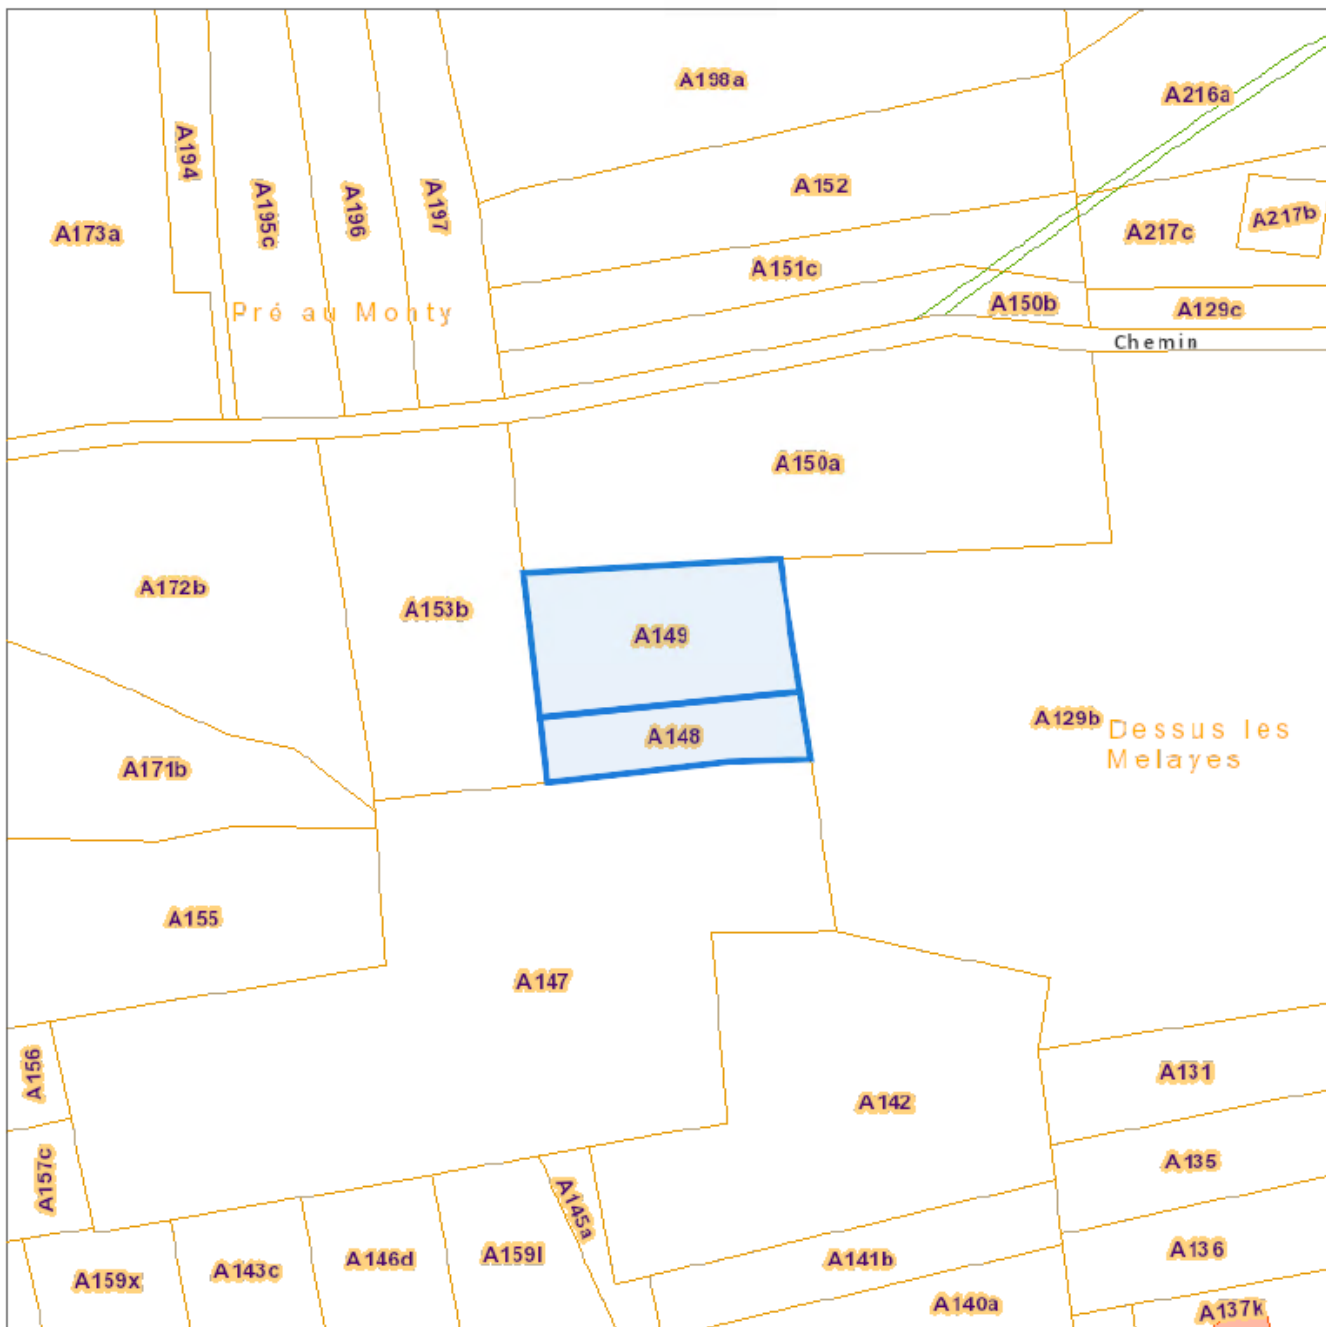 A198a
A216a
A194
A195c
A196
A197
A152
A217b
A173a
A217c
A151c
A150b
A129c
Pré au Monty
Chemin
A150a
A172b
A153b
A149
A129b
Dessus les
Melayes
A148
A171b
A155
A147
A156
A131
A142
A157c
A135
A145a
A159x
A143c
A146d
A159l
A141b
A136
A140a
A137k